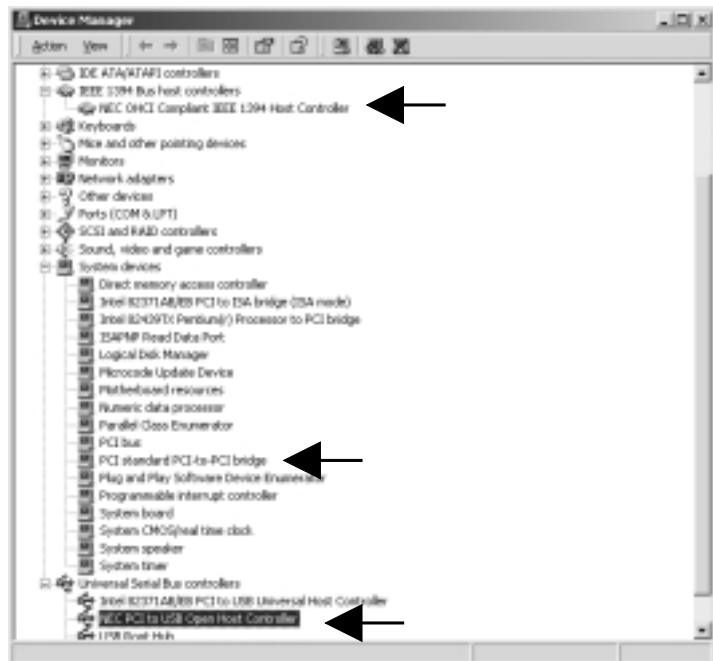 Device Manager
Action View
IDE ATA/ATAPI controllers
IEEE 1394 Bus host controllers
NEC OHCI Compliant IEEE 1394 Host Controller
Keyboards
Mice and other pointing devices
Monitors
Network adapters
Other devices
Ports (COM & LPT)
SCSI and RAID controllers
Sound, video and game controllers
System devices
Direct memory access controller
Intel 82371AB/EB PCI to ISA bridge (ISA mode)
Intel 82439TX Pentium(r) Processor to PCI bridge
ISAPNP Read Data Port
Logical Disk Manager
Microcode Update Device
Motherboard resources
Numeric data processor
Parallel Class Enumerator
PCI bus
PCI standard PCI-to-PCI bridge
Plug and Play Software Device Enumerator
Programmable interrupt controller
System board
System CMOS/real time clock
System speaker
System timer
Universal Serial Bus controllers
Intel 82371AB/EB PCI to USB Universal Host Controller
NEC PCI to USB Open Host Controller
USB Root Hub